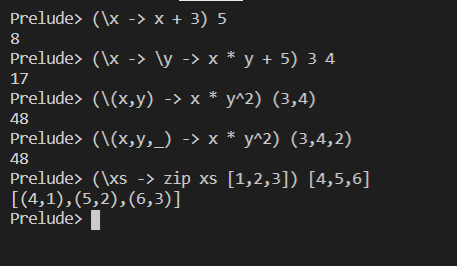 Prelude> (\x -> x + 3) 5
8
Prelude> (\x -> \y -> x * y + 5) 3 4
17
Prelude> (\(x,y) -> x * y^2) (3,4)
48
Prelude> (\(x,y,_) -> x * y^2) (3,4,2)
48
Prelude> (\xs -> zip xs [1,2,3]) [4,5,6]
[(4,1),(5,2),(6,3)]
Prelude>